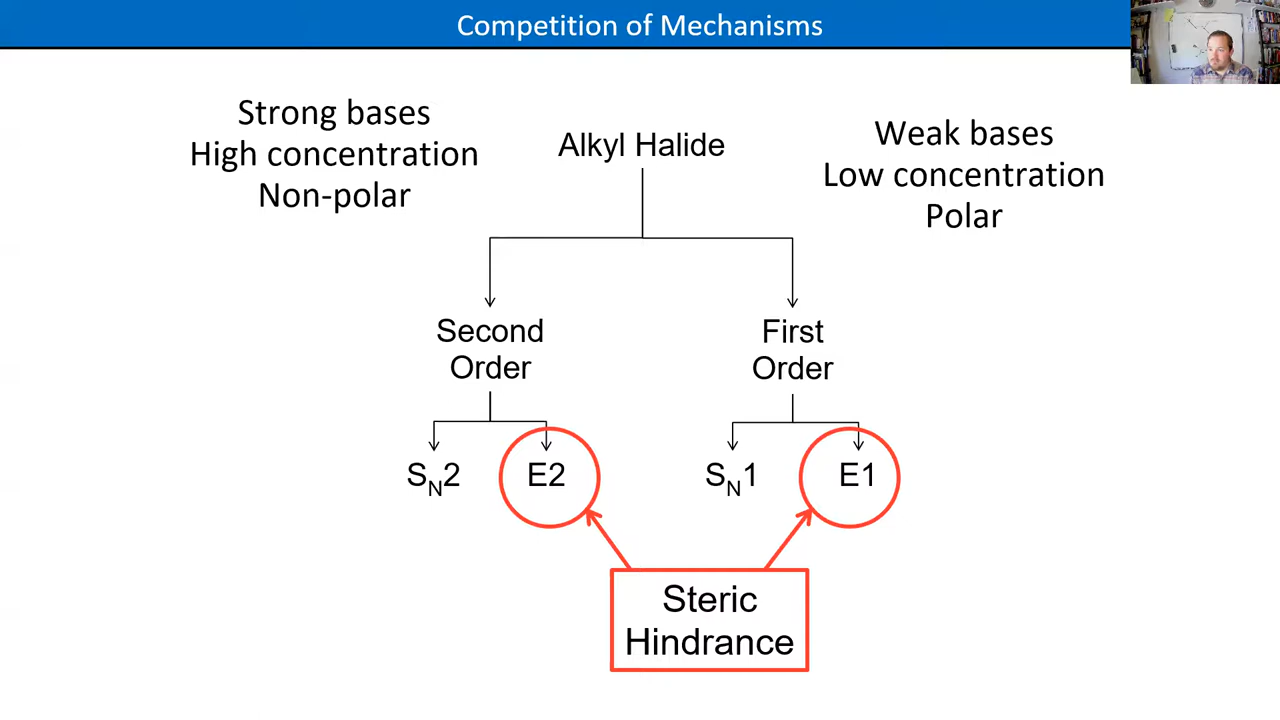 Competition of Mechanisms
Strong bases
High concentration
Non-polar
Alkyl Halide
Weak bases
Low concentration
Polar
Second
Order
First
Order
SN2
E2
SN1
E1
Steric
Hindrance